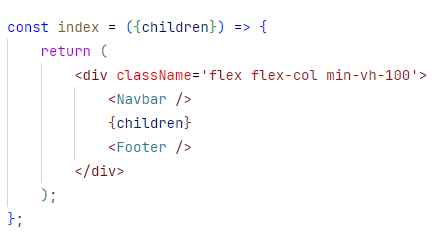 const index = ({children}) => {
    return (
        <div className='flex flex-col min-vh-100'>
            <Navbar />
            {children}
            <Footer />
        </div>
    );
};